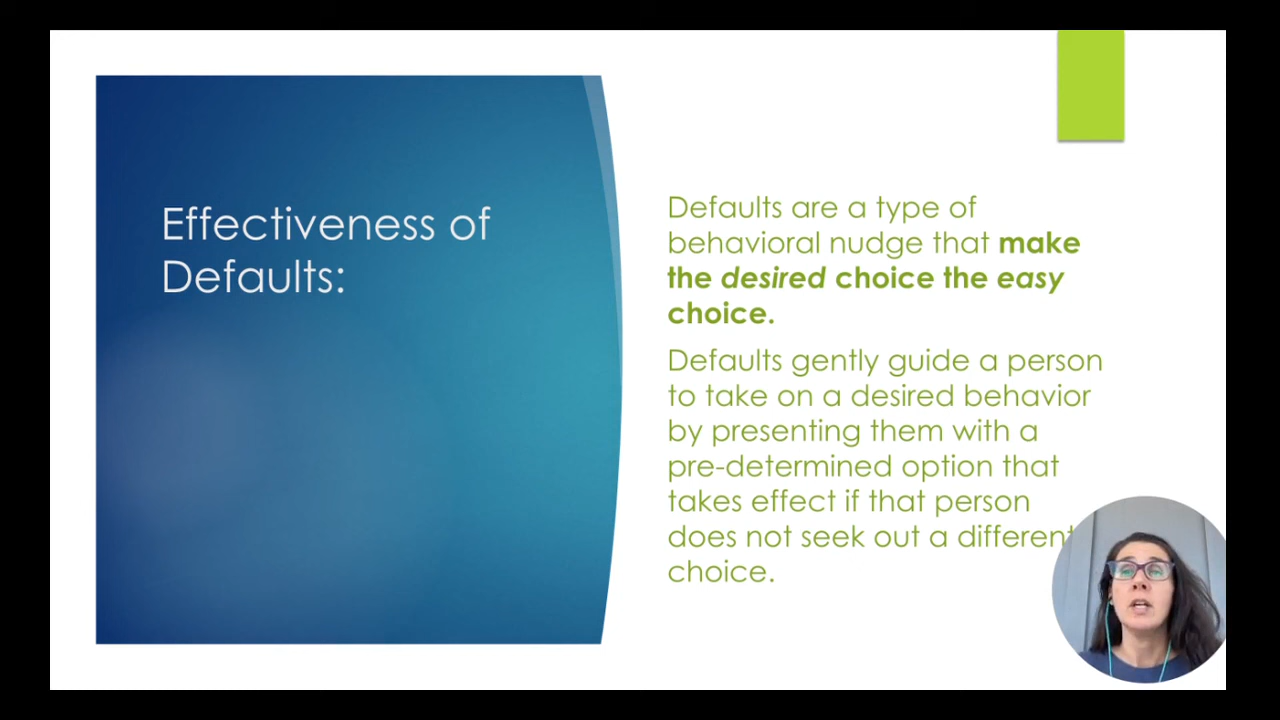 Effectiveness of
Defaults:
Defaults are a type of
behavioral nudge that make
the desired choice the easy
choice.
Defaults gently guide a person
to take on a desired behavior
by presenting them with a
pre-determined option that
takes effect if that person
does not seek out a different
choice.